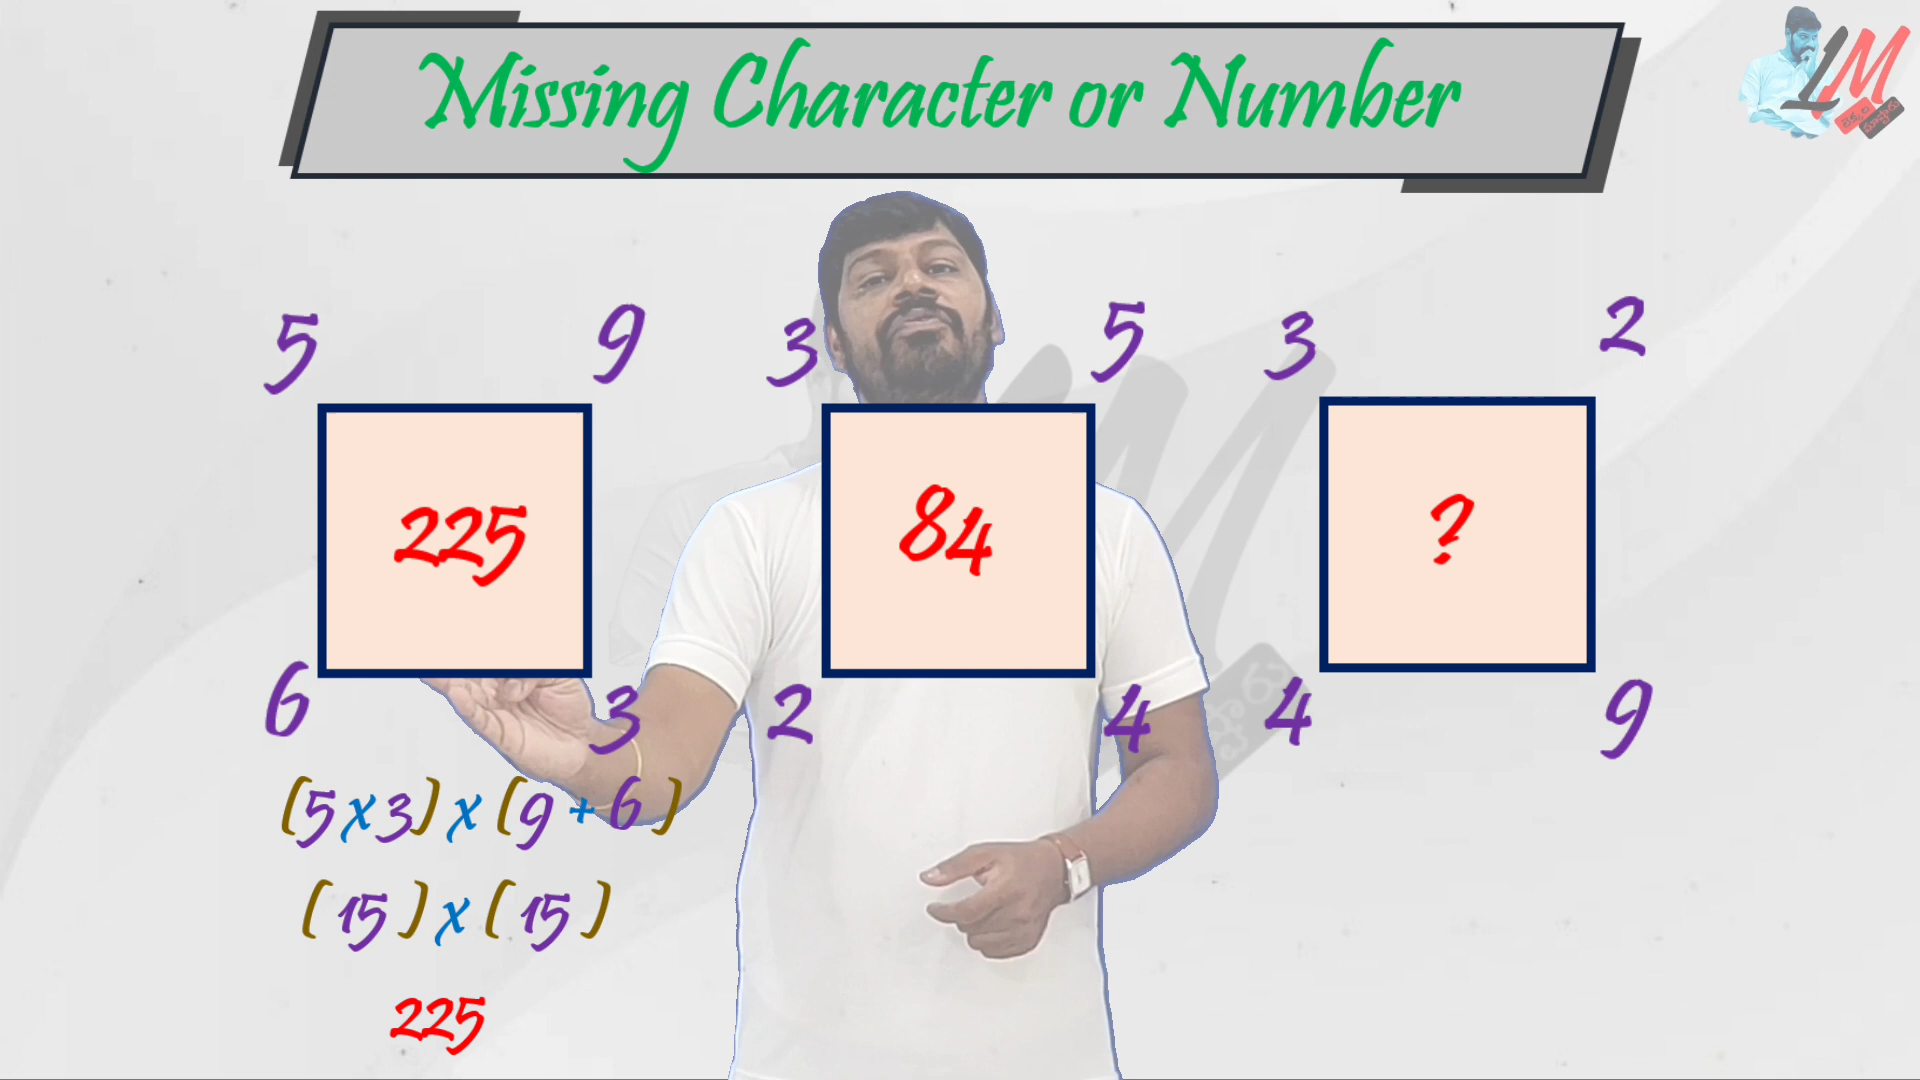 Missing Character or Number
LM
5 9 3 5 3 2
225 84 ?
6 3 2 4 4 9
(5x3)x(9+6)
(15)x(15)
225